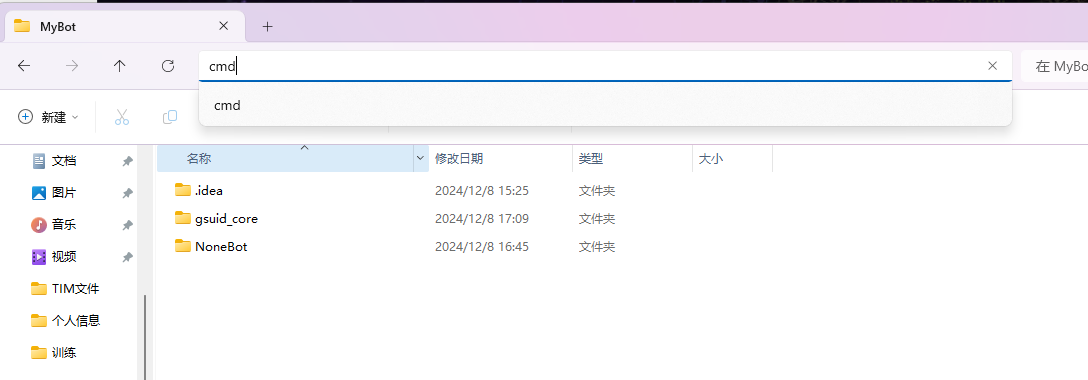 MyBot
cmd
在 MyBo
cmd
新建
名称 修改日期 类型 大小
文档
图片
音乐
视频
TIM文件
个人信息
训练
.idea 2024/12/8 15:25 文件夹
gsuid_core 2024/12/8 17:09 文件夹
NoneBot 2024/12/8 16:45 文件夹